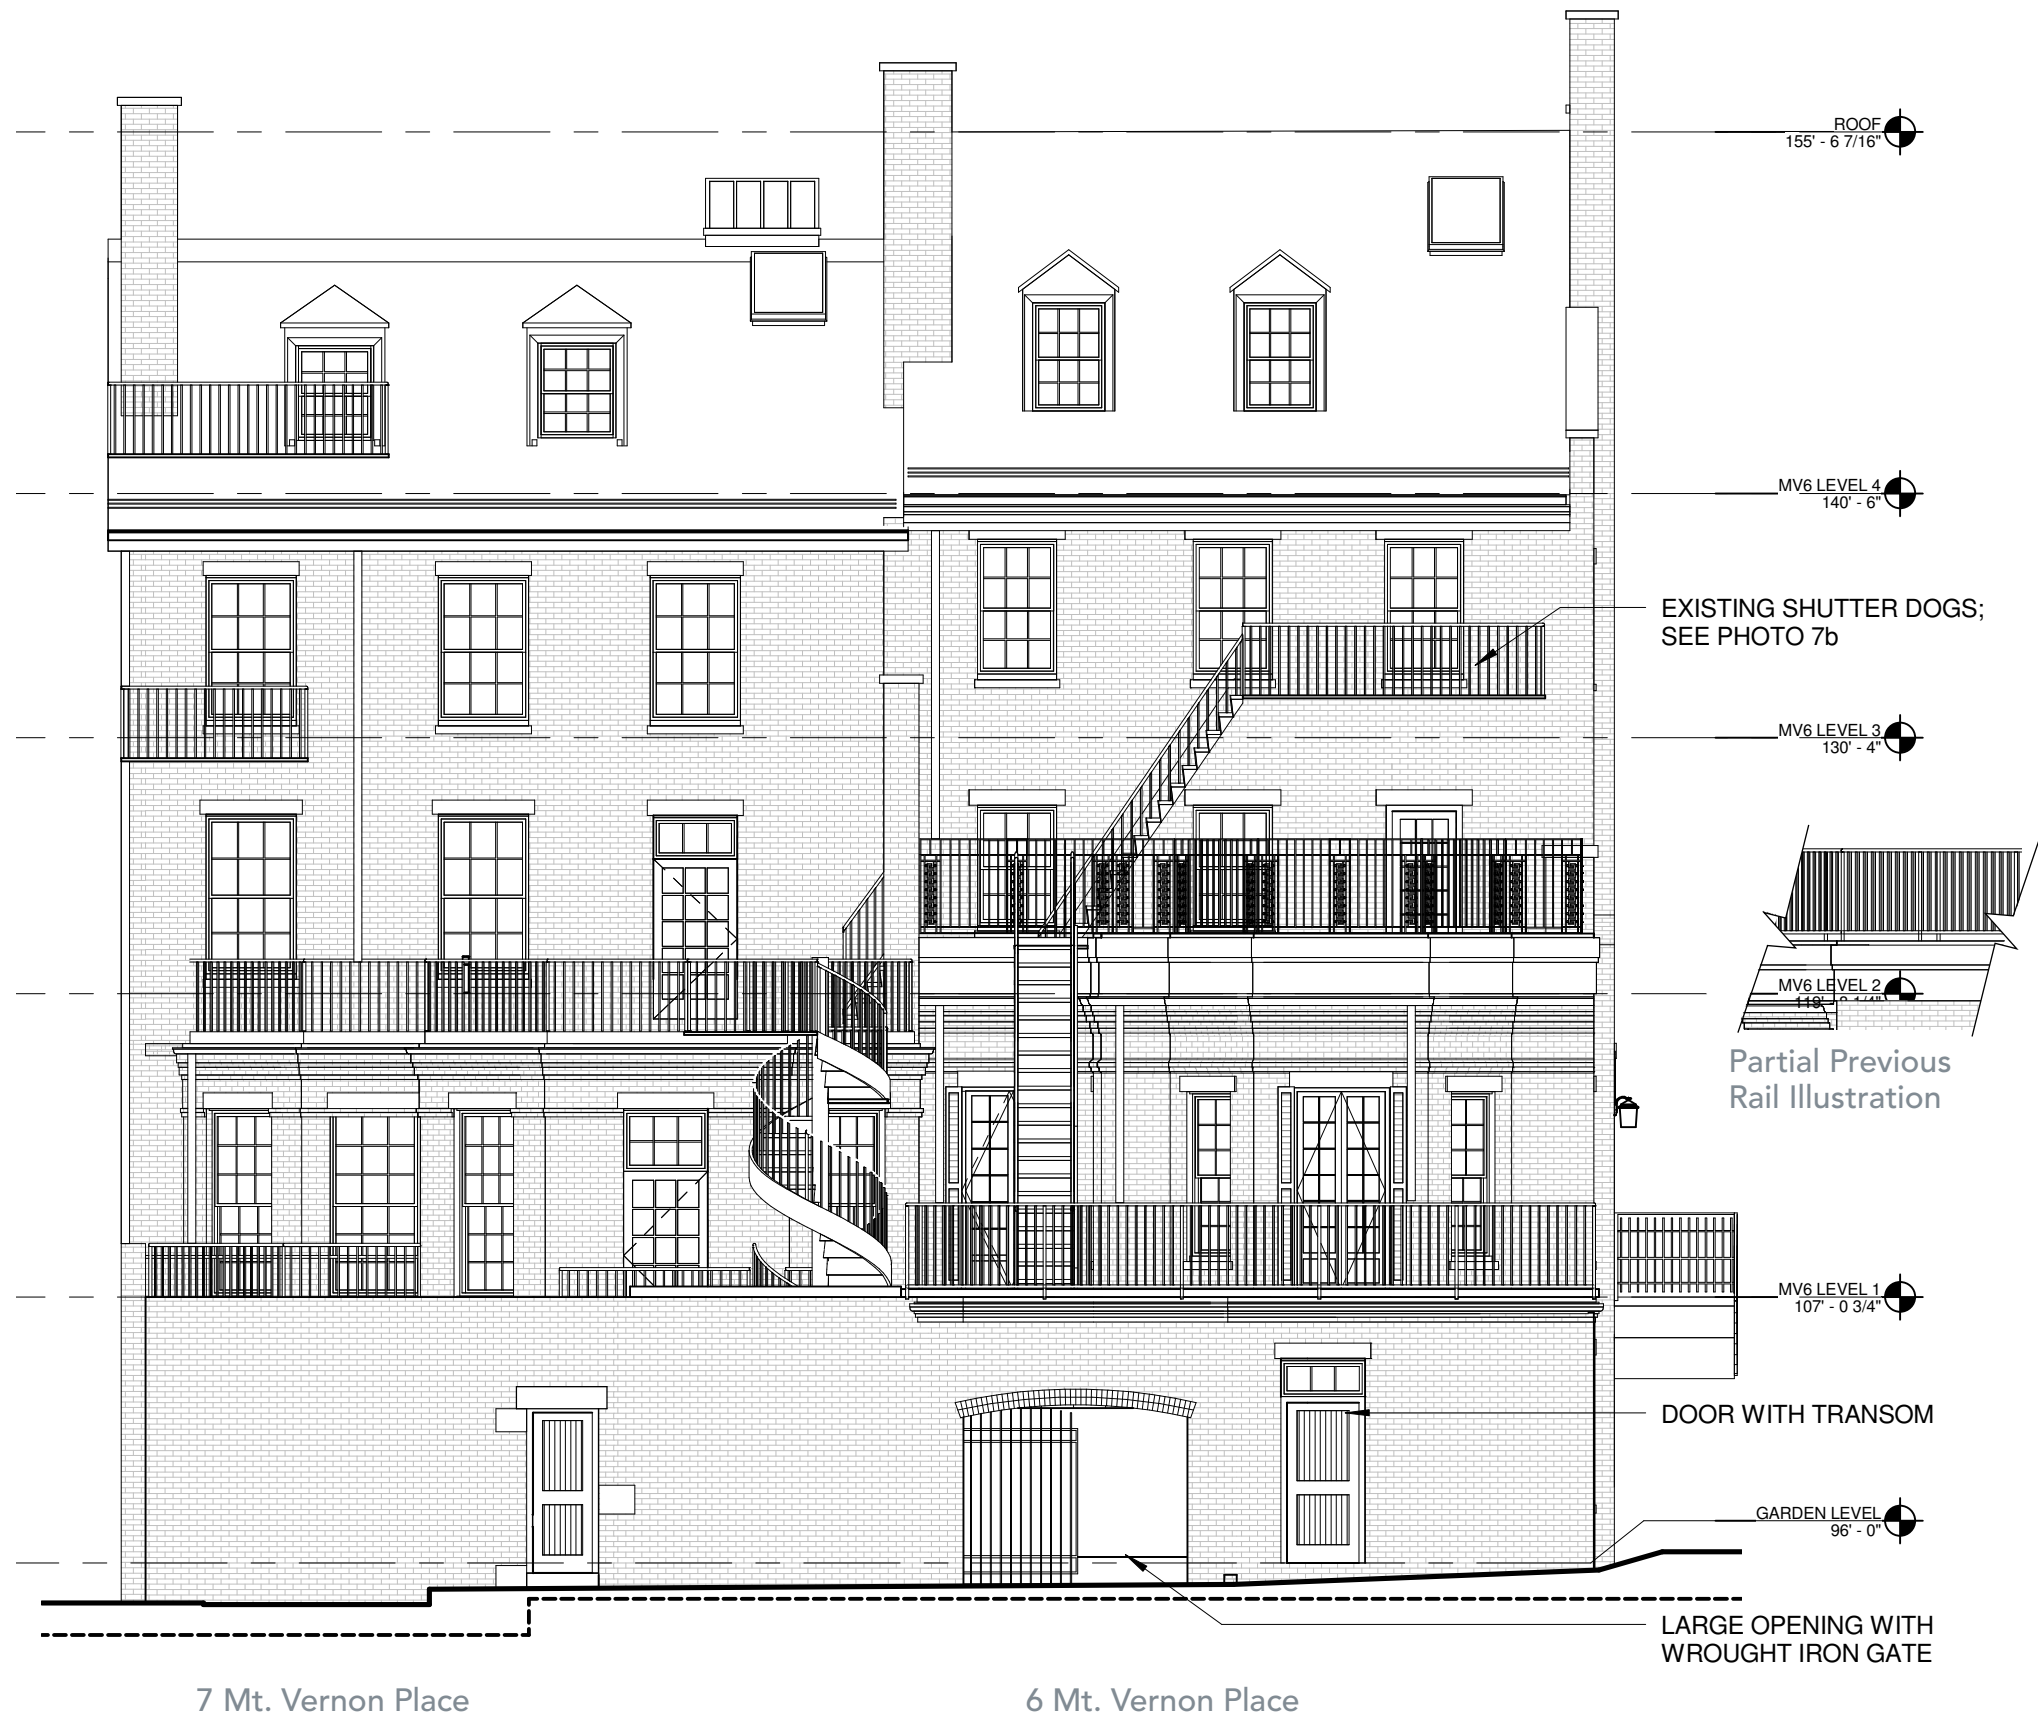 ROOF
155' - 6 7/16"
MV6 LEVEL 4
140' - 6"
EXISTING SHUTTER DOGS;
SEE PHOTO 7b
MV6 LEVEL 3
130' - 4"
MV6 LEVEL 2
Partial Previous
Rail Illustration
MV6 LEVEL 1
107' - 0 3/4"
DOOR WITH TRANSOM
GARDEN LEVEL
96' - 0"
LARGE OPENING WITH
WROUGHT IRON GATE
7 Mt. Vernon Place
6 Mt. Vernon Place